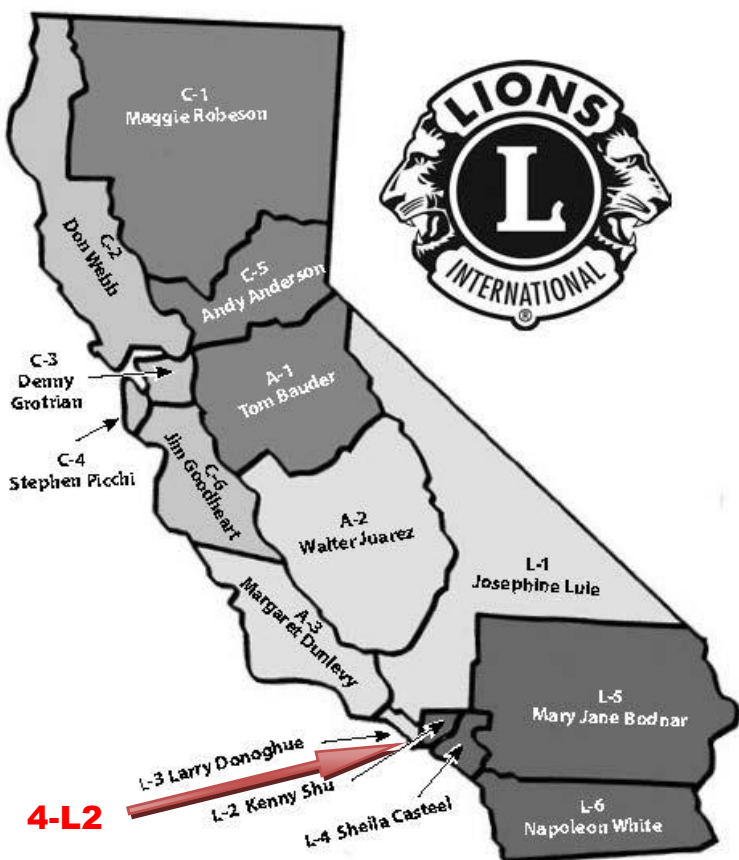 C-1
Maggie Robeson
LIONS
L
INTERNATIONAL
®
C-2
Don Webb
C-5
Andy Anderson
C-3
Denny
Grotrian
A-1
Tom Bauder
C-4
Stephen Picchi
C-6
Jim Goodheart
A-2
Walter Juarez
L-1
Josephine Lule
A-3
Margaret Dunlevy
L-5
Mary Jane Bodnar
L-3 Larry Donoghue
L-2 Kenny Shu
L-4 Sheila Casteel
4-L2
L-6
Napoleon White